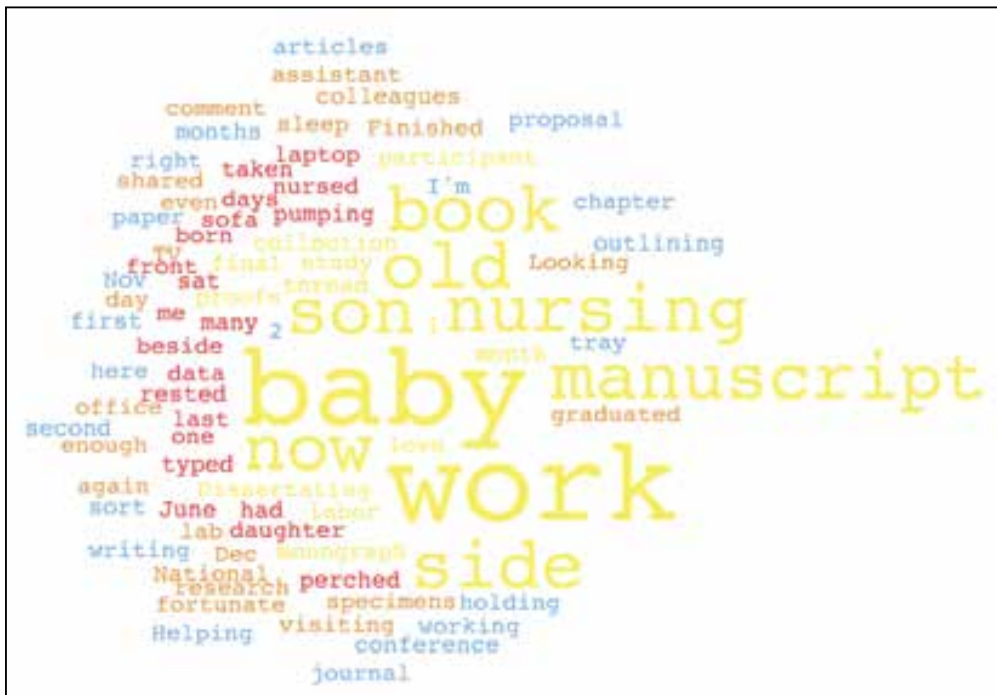 articles
assistant
colleagues
comment
months sleep Finished proposal
right laptop participant
shared taken nursed I'm
even days book chapter
paper sofa pumping
born collection outlining
TV final study old Looking
front
Nov sat thread
day proofs son nursing
first me many 2 I
beside month tray
here data baby manuscript
rested
office last graduated
second one now love
enough typed work
again Dissertating
sort June had Labor
lab daughter
writing Dec monograph side
National perched
research
fortunate specimens holding
Helping visiting working
conference
journal